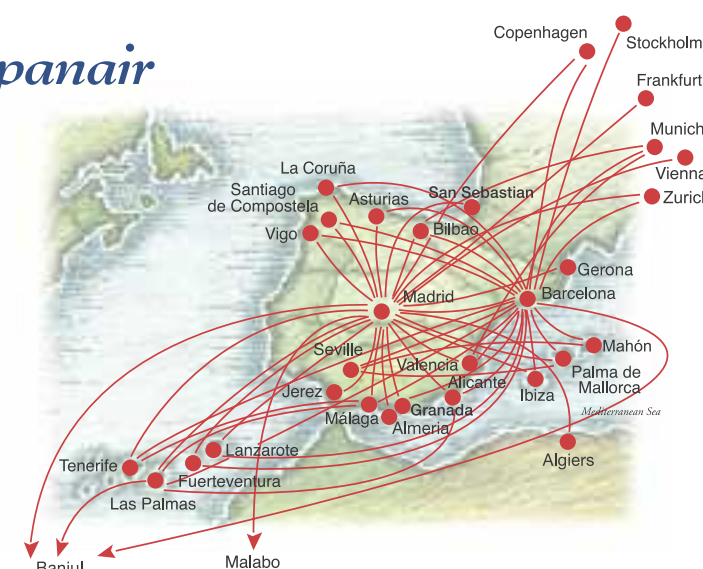 panair
Copenhagen
Stockholm
Frankfurt
Munich
Vienna
Zurich
La Coruña
Santiago
de Compostela
Asturias
San Sebastian
Vigo
Bilbao
Gerona
Madrid
Barcelona
Seville
Valencia
Mahón
Palma de
Mallorca
Jerez
Alicante
Ibiza
Mediterranean Sea
Málaga
Granada
Almeria
Lanzarote
Algiers
Tenerife
Fuerteventura
Las Palmas
Banjul
Malabo